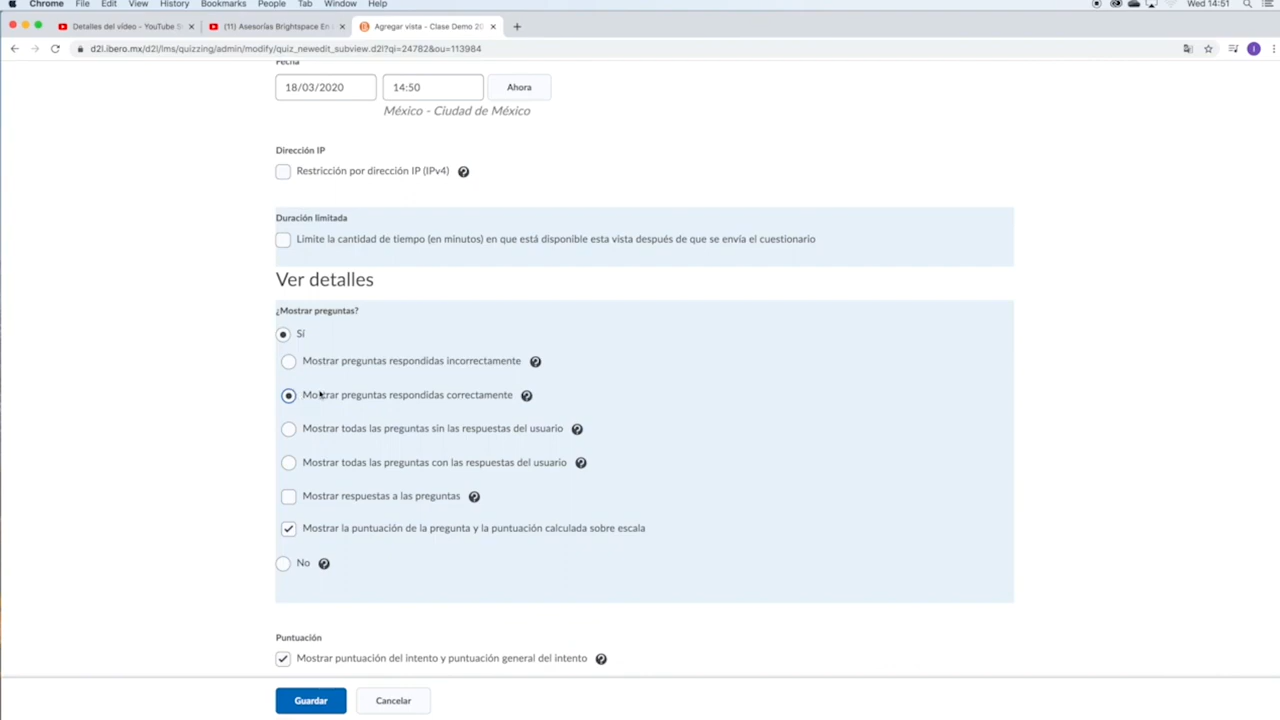 Chrome File Edit View History Bookmarks People Tab Window Help Wed 14:51
Detalles del vídeo - YouTube S
(11) Asesorías Brightspace En
Agregar vista - Clase Demo 20
d2l.ibero.mx/d2l/lms/quizzing/admin/modify/quiz_newedit_subview.d2l?qi=24782&ou=113984
Fecha
18/03/2020 14:50 Ahora
México - Ciudad de México
Dirección IP
Restricción por dirección IP (IPv4)
Duración limitada
Limite la cantidad de tiempo (en minutos) en que está disponible esta vista después de que se envía el cuestionario
Ver detalles
¿Mostrar preguntas?
Sí
Mostrar preguntas respondidas incorrectamente
Mostrar preguntas respondidas correctamente
Mostrar todas las preguntas sin las respuestas del usuario
Mostrar todas las preguntas con las respuestas del usuario
Mostrar respuestas a las preguntas
Mostrar la puntuación de la pregunta y la puntuación calculada sobre escala
No
Puntuación
Mostrar puntuación del intento y puntuación general del intento
Guardar Cancelar